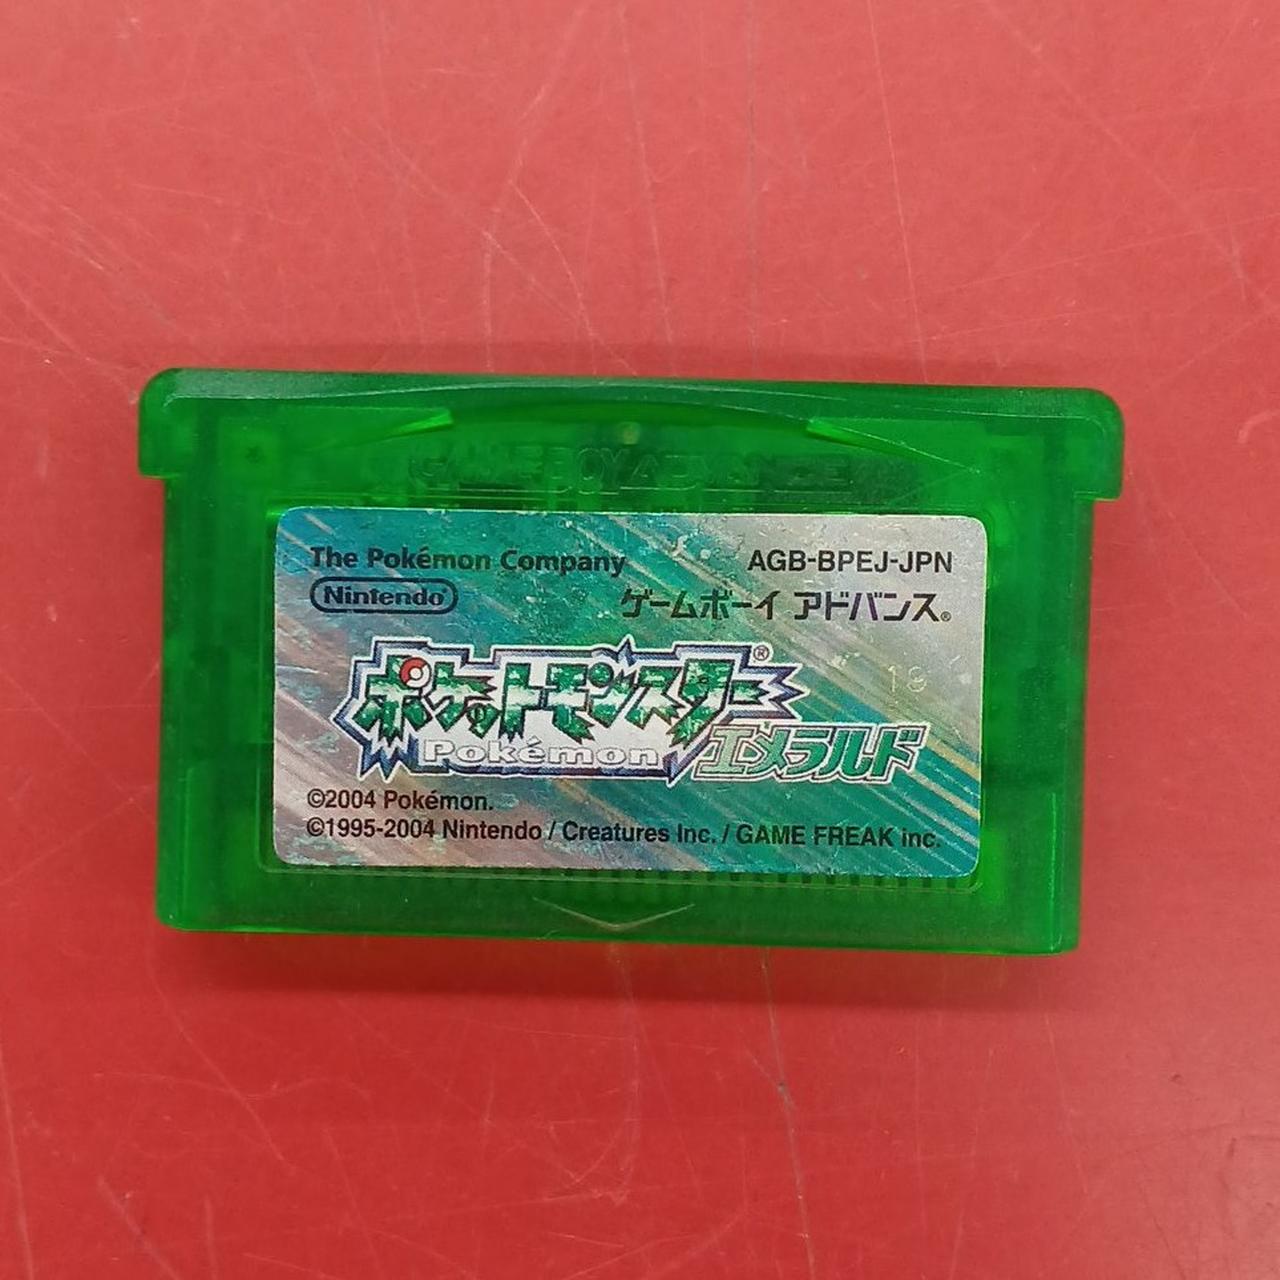 GAME BOY ADVANCE
The Pokémon Company
AGB-BPEJ-JPN
Nintendo®
ゲームボーイ アドバンス®
ポケットモンスター®
19
Pokémon エメラルド
©2004 Pokémon.
©1995-2004 Nintendo / Creatures Inc. / GAME FREAK inc.